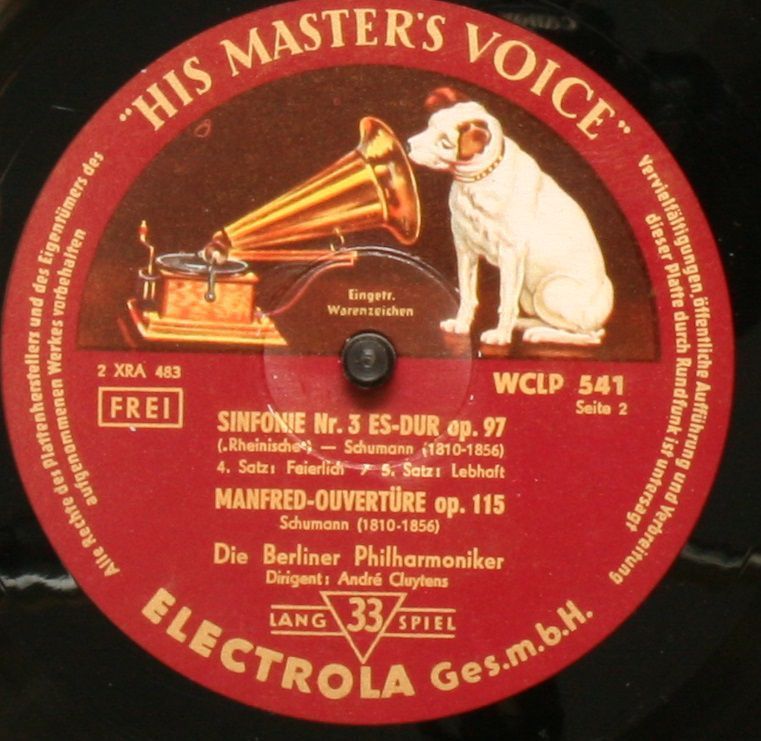 "HIS MASTER'S VOICE"
Alle Rechte des Plattenherstellers und des Eigentümers des
aufgenommenen Werkes vorbehalten
Vervielfältigungen, öffentliche Aufführung und Verbreitung
dieser Platte durch Rundfunk ist untersagt
Eingetr.
Warenzeichen
2 XRA 483
FREI
WCLP 541
Seite 2
SINFONIE Nr. 3 ES-DUR op. 97
(„Rheinische“) — Schumann (1810-1856)
4. Satz: Feierlich / 5. Satz: Lebhaft
MANFRED-OUVERTÜRE op. 115
Schumann (1810-1856)
Die Berliner Philharmoniker
Dirigent: André Cluytens
LANG 33 SPIEL
ELECTROLA Ges.m.b.H.